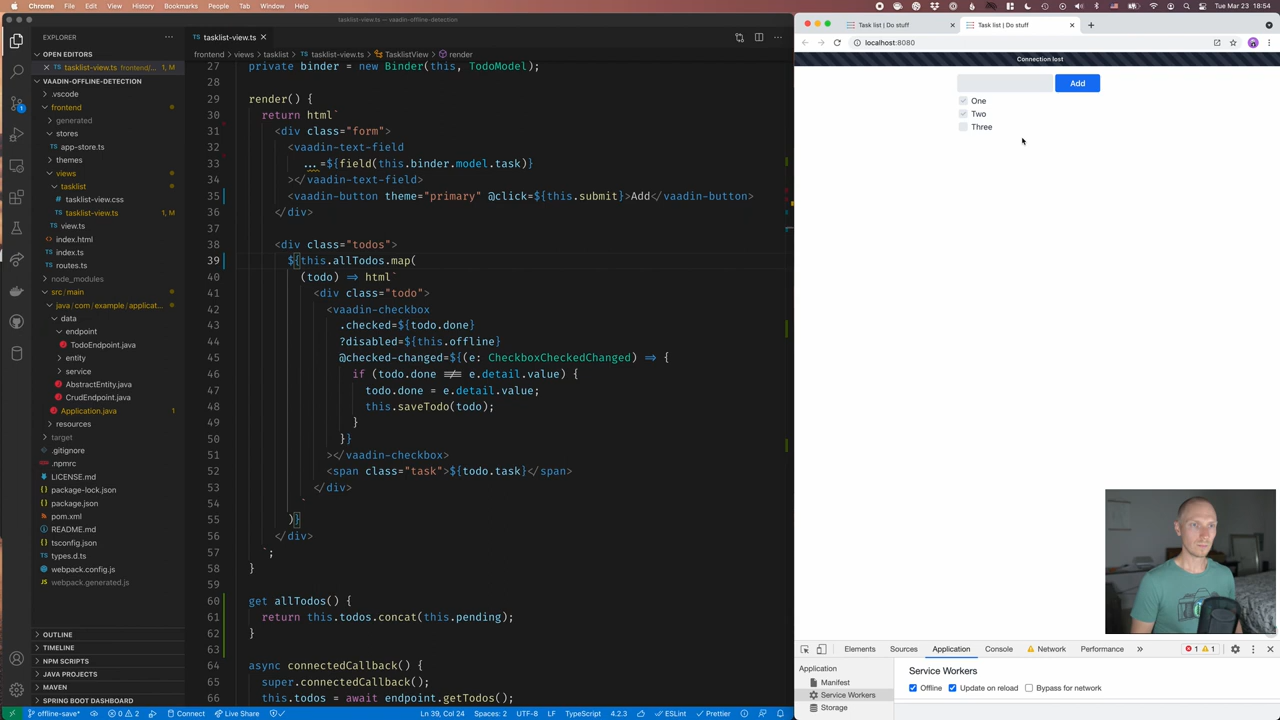 Chrome File Edit View History Bookmarks People Tab Window Help
Tue Mar 23 18:54
tasklist-view.ts — vaadin-offline-detection
EXPLORER
OPEN EDITORS
tasklist-view.ts frontend/... 1, M
VAADIN-OFFLINE-DETECTION
.vscode
frontend
generated
stores
app-store.ts
themes
views
tasklist
tasklist-view.css
tasklist-view.ts 1, M
view.ts
index.html
index.ts
routes.ts
node_modules
src/main
java/com/example/applicat...
data
endpoint
TodoEndpoint.java
entity
service
AbstractEntity.java
CrudEndpoint.java
Application.java 1
resources
target
.gitignore
.npmrc
LICENSE.md
package-lock.json
package.json
pom.xml
README.md
tsconfig.json
types.d.ts
webpack.config.js
webpack.generated.js
OUTLINE
TIMELINE
NPM SCRIPTS
JAVA PROJECTS
MAVEN
SPRING BOOT DASHBOARD
tasklist-view.ts
frontend > views > tasklist > tasklist-view.ts > TasklistView > render
27 private binder = new Binder(this, TodoModel);
28
29 render() {
30 return html`
31 <div class="form">
32 <vaadin-text-field
33 ...=${field(this.binder.model.task)}
34 ></vaadin-text-field>
35 <vaadin-button theme="primary" @click=${this.submit}>Add</vaadin-button>
36 </div>
37
38 <div class="todos">
39 ${this.allTodos.map(
40 (todo) => html`
41 <div class="todo">
42 <vaadin-checkbox
43 .checked=${todo.done}
44 ?disabled=${this.offline}
45 @checked-changed=${(e: CheckboxCheckedChanged) => {
46 if (todo.done !== e.detail.value) {
47 todo.done = e.detail.value;
48 this.saveTodo(todo);
49 }
50 }}
51 ></vaadin-checkbox>
52 <span class="task">${todo.task}</span>
53 </div>
54 `
55 )}
56 </div>
57 `;
58 }
59
60 get allTodos() {
61 return this.todos.concat(this.pending);
62 }
63
64 async connectedCallback() {
65 super.connectedCallback();
66 this.todos = await endpoint.getTodos();
offline-save* 0 2 Connect Live Share
Ln 39, Col 24 Spaces: 2 UTF-8 LF TypeScript 4.2.3 ESLint Prettier
Task list | Do stuff
Task list | Do stuff
localhost:8080
Connection lost
Add
One
Two
Three
Elements Sources Application Console Network Performance 1 1
Application
Manifest
Service Workers
Storage
Service Workers
Offline Update on reload Bypass for network